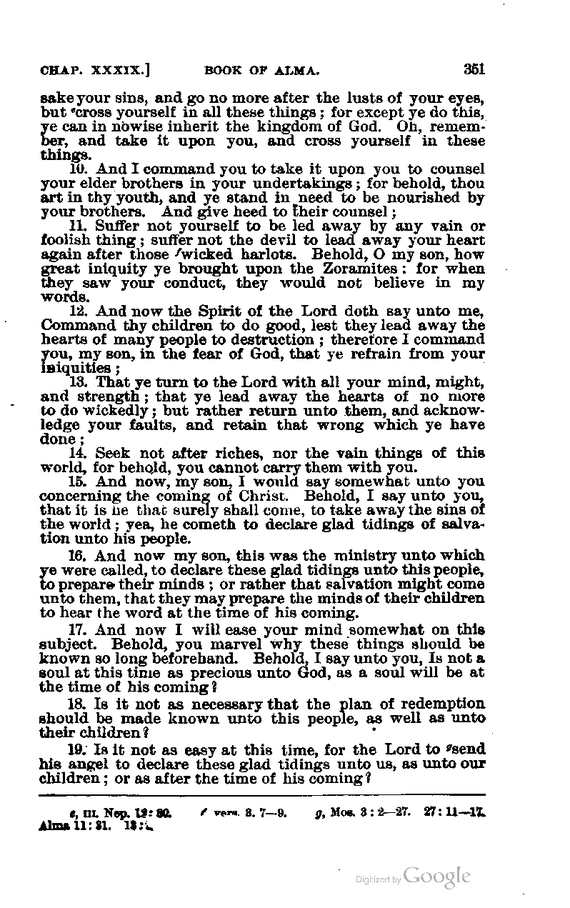 CHAP. XXXIX.] BOOK OF ALMA. 351
sake your sins, and go no more after the lusts of your eyes,
but ᵉcross yourself in all these things; for except ye do this,
ye can in nowise inherit the kingdom of God. Oh, remem-
ber, and take it upon you, and cross yourself in these
things.
10. And I command you to take it upon you to counsel
your elder brothers in your undertakings; for behold, thou
art in thy youth, and ye stand in need to be nourished by
your brothers. And give heed to their counsel;
11. Suffer not yourself to be led away by any vain or
foolish thing; suffer not the devil to lead away your heart
again after those ᶠwicked harlots. Behold, O my son, how
great iniquity ye brought upon the Zoramites: for when
they saw your conduct, they would not believe in my
words.
12. And now the Spirit of the Lord doth say unto me,
Command thy children to do good, lest they lead away the
hearts of many people to destruction; therefore I command
you, my son, in the fear of God, that ye refrain from your
iniquities;
13. That ye turn to the Lord with all your mind, might,
and strength; that ye lead away the hearts of no more
to do wickedly; but rather return unto them, and acknow-
ledge your faults, and retain that wrong which ye have
done;
14. Seek not after riches, nor the vain things of this
world, for behold, you cannot carry them with you.
15. And now, my son, I would say somewhat unto you
concerning the coming of Christ. Behold, I say unto you,
that it is he that surely shall come, to take away the sins of
the world; yea, he cometh to declare glad tidings of salva-
tion unto his people.
16. And now my son, this was the ministry unto which
ye were called, to declare these glad tidings unto this people,
to prepare their minds; or rather that salvation might come
unto them, that they may prepare the minds of their children
to hear the word at the time of his coming.
17. And now I will ease your mind somewhat on this
subject. Behold, you marvel why these things should be
known so long beforehand. Behold, I say unto you, Is not a
soul at this time as precious unto God, as a soul will be at
the time of his coming?
18. Is it not as necessary that the plan of redemption
should be made known unto this people, as well as unto
their children?
19. Is it not as easy at this time, for the Lord to ᵍsend
his angel to declare these glad tidings unto us, as unto our
children; or as after the time of his coming?
e, III. Nep. 12: 30. f vers. 3. 7—9. g, Mos. 3: 2—27. 27: 11—17.
Alma 11: 31.
Digitized by Google